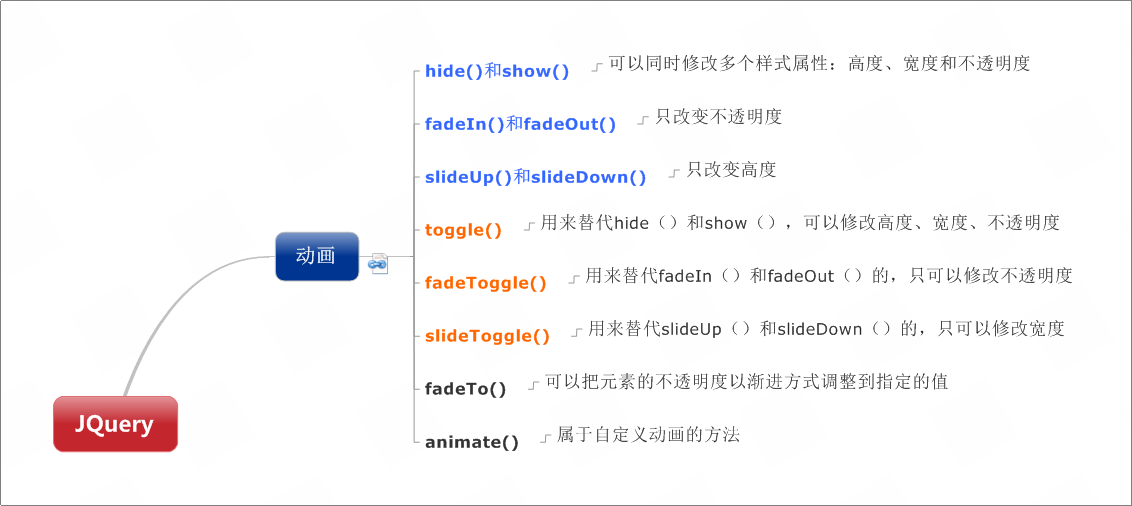 hide()和show()
可以同时修改多个样式属性：高度、宽度和不透明度
fadeIn()和fadeOut()
只改变不透明度
slideUp()和slideDown()
只改变高度
toggle()
用来替代hide（）和show（），可以修改高度、宽度、不透明度
动画
fadeToggle()
用来替代fadeIn（）和fadeOut（）的，只可以修改不透明度
slideToggle()
用来替代slideUp（）和slideDown（）的，只可以修改宽度
fadeTo()
可以把元素的不透明度以渐进方式调整到指定的值
JQuery
animate()
属于自定义动画的方法